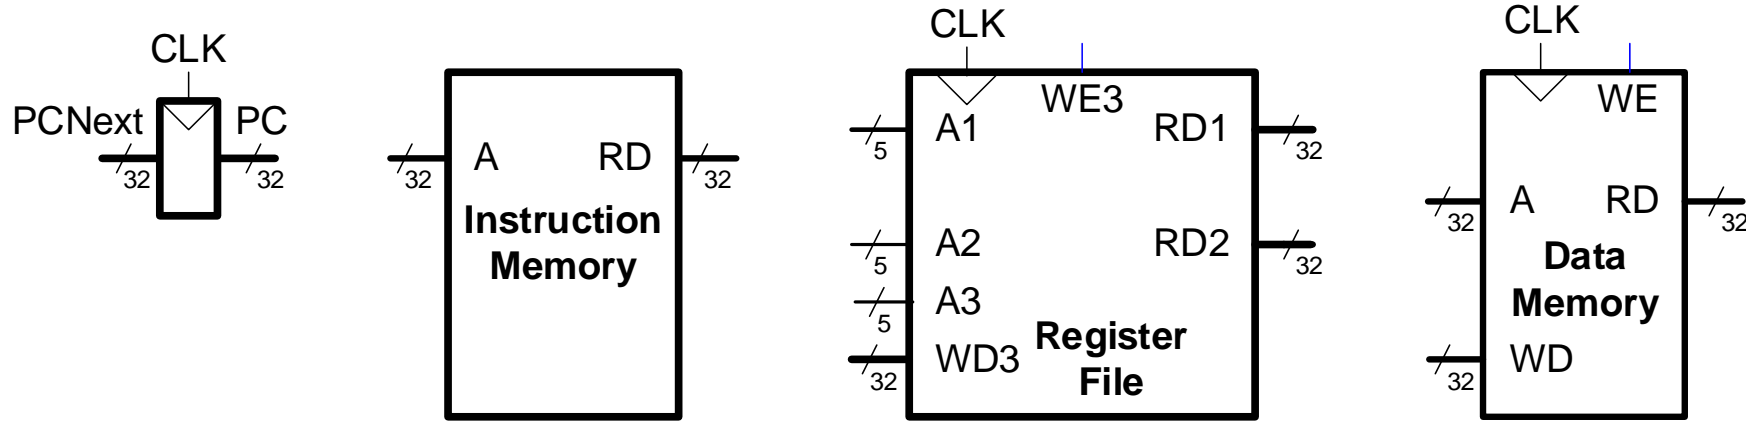 CLK
PCNext
PC
32
32
A
RD
32
32
Instruction
Memory
CLK
WE3
A1
RD1
5
32
A2
RD2
5
32
A3
5
WD3
32
Register
File
CLK
WE
A
RD
32
32
Data
Memory
WD
32